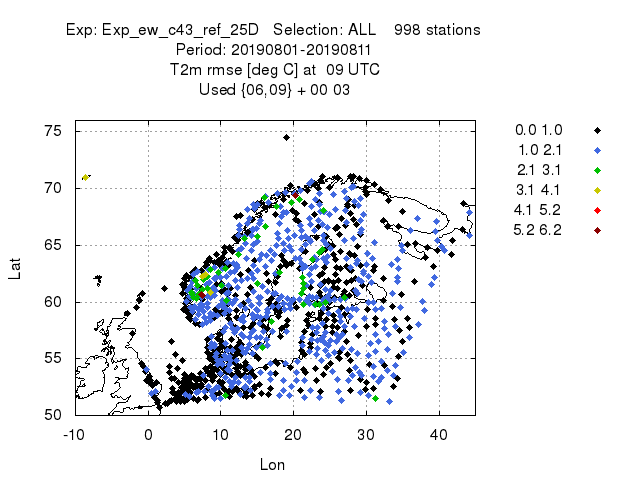 Exp: Exp_ew_c43_ref_25D Selection: ALL 998 stations
Period: 20190801-20190811
T2m rmse [deg C] at 09 UTC
Used {06,09} + 00 03
0.0 1.0
1.0 2.1
2.1 3.1
3.1 4.1
4.1 5.2
5.2 6.2
75
70
65
60
55
50
Lat
-10 0 10 20 30 40
Lon